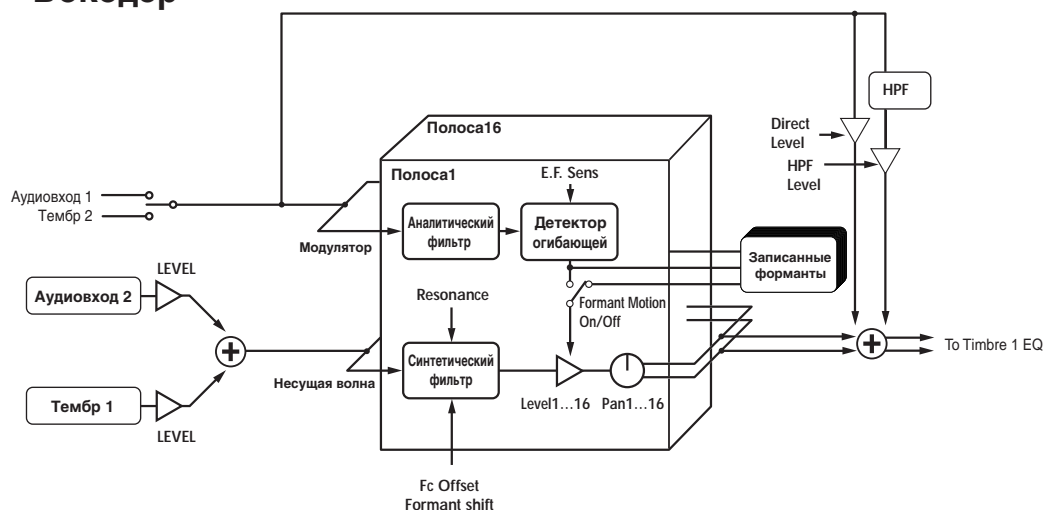 Вокодер
HPF
Direct
Level
HPF
Level
Полоса16
Полоса1
E.F. Sens
Аудиовход 1
Тембр 2
Модулятор
Аналитический
фильтр
Детектор
огибающей
Записанные
форманты
LEVEL
Аудиовход 2
Resonance
Formant Motion
On/Off
To Timbre 1 EQ
Несущая волна
Синтетический
фильтр
Тембр 1
LEVEL
Level1...16
Pan1...16
Fc Offset
Formant shift